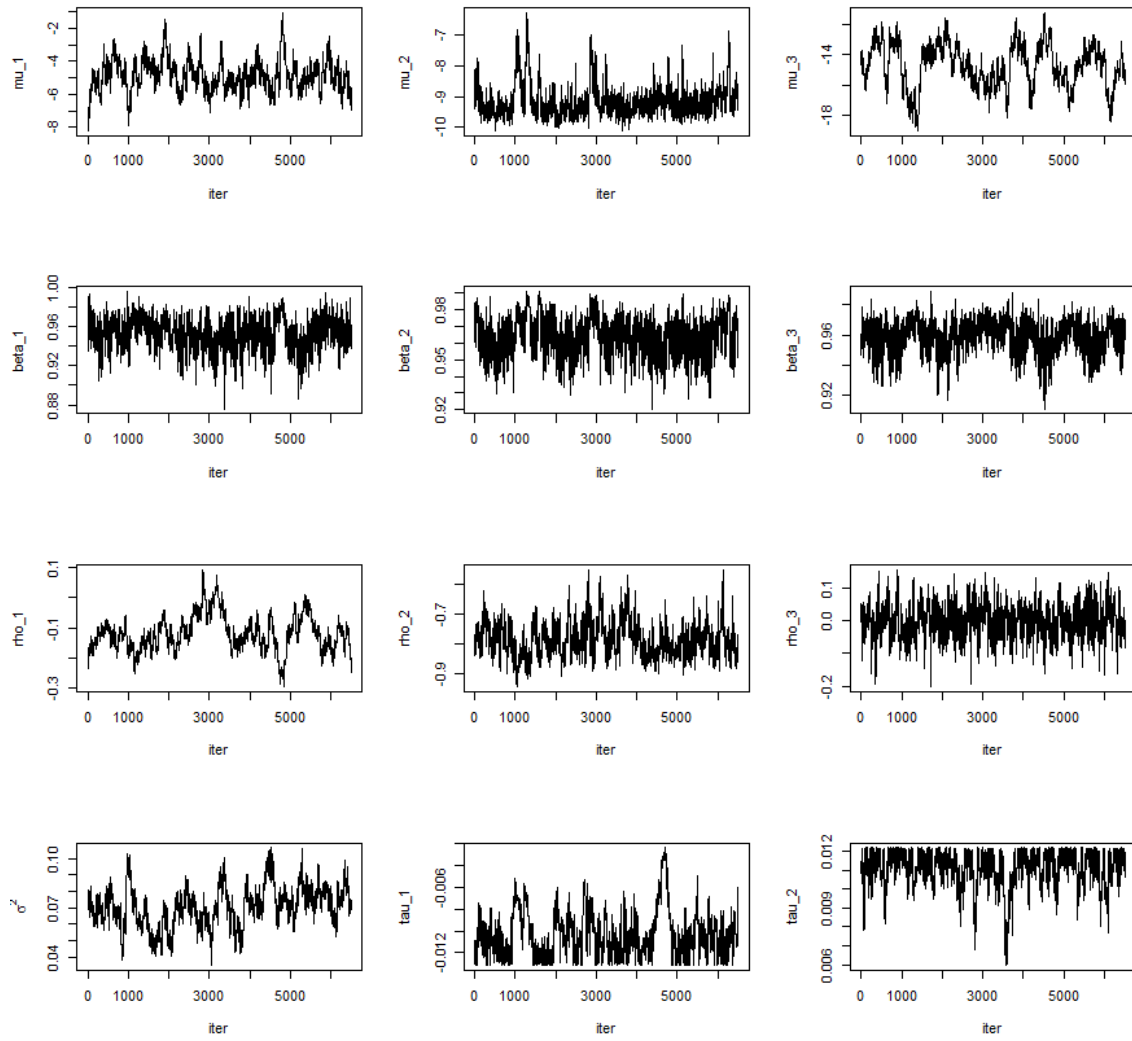 mu_1
-8 -6 -4 -2
0 1000 3000 5000
iter
mu_2
-10 -9 -8 -7
0 1000 3000 5000
iter
mu_3
-18 -14
0 1000 3000 5000
iter
beta_1
0.88 0.92 0.96 1.00
0 1000 3000 5000
iter
beta_2
0.92 0.95 0.98
0 1000 3000 5000
iter
beta_3
0.92 0.96
0 1000 3000 5000
iter
rho_1
-0.3 -0.1 0.1
0 1000 3000 5000
iter
rho_2
-0.9 -0.7
0 1000 3000 5000
iter
rho_3
-0.2 0.0 0.1
0 1000 3000 5000
iter
σ²
0.04 0.07 0.10
0 1000 3000 5000
iter
tau_1
-0.012 -0.006
0 1000 3000 5000
iter
tau_2
0.006 0.009 0.012
0 1000 3000 5000
iter